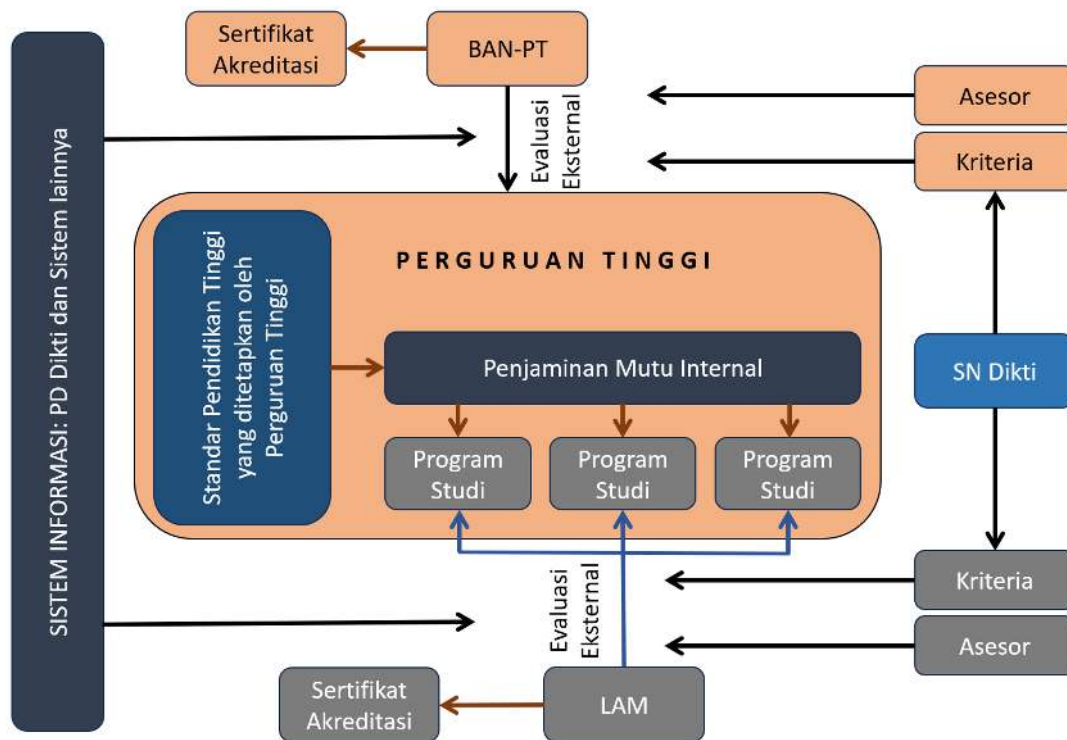 SISTEM INFORMASI: PD Dikti dan Sistem lainnya
Sertifikat
Akreditasi
BAN-PT
Evaluasi
Eksternal
Asesor
Kriteria
PERGURUAN TINGGI
Standar Pendidikan Tinggi
yang ditetapkan oleh
Perguruan Tinggi
Penjaminan Mutu Internal
SN Dikti
Program
Studi
Program
Studi
Program
Studi
Evaluasi
Eksternal
Kriteria
Asesor
Sertifikat
Akreditasi
LAM